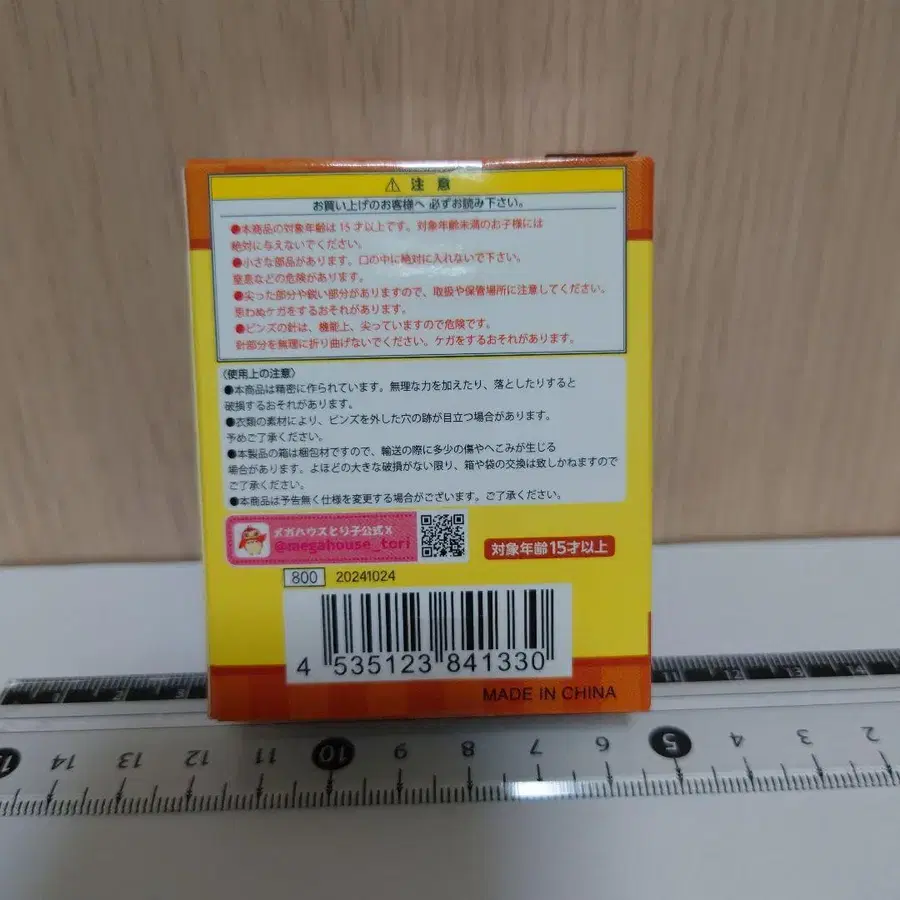 ⚠ 注 意
お買い上げのお客様へ 必ずお読み下さい。
●本商品の対象年齢は 15 才以上です。対象年齢未満のお子様には
絶対に与えないでください。
●小さな部品があります。口の中に絶対に入れないで下さい。
窒息などの危険があります。
●尖った部分や鋭い部分がありますので、取扱や保管場所に注意してください。
思わぬケガをするおそれがあります。
●ピンズの針は、機能上、尖っていますので危険です。
針部分を無理に折り曲げないでください。ケガをするおそれがあります。
〈使用上の注意〉
●本商品は精密に作られています。無理な力を加えたり、落としたりすると
破損するおそれがあります。
●衣類の素材により、ピンズを外した穴の跡が目立つ場合があります。
予めご了承ください。
●本製品の箱は梱包材ですので、輸送の際に多少の傷やへこみが生じる
場合があります。よほどの大きな破損がない限り、箱や袋の交換は致しかねますので
ご了承ください。
●本商品は予告無く仕様を変更する場合がございます。ご了承ください。
メガハウスとり子公式X
@megahouse_tori
対象年齢15才以上
800 20241024
4 535123 841330
MADE IN CHINA
11 12 13 14
15 14 13 12 11 10 9 8 7 6 5 4 3 2